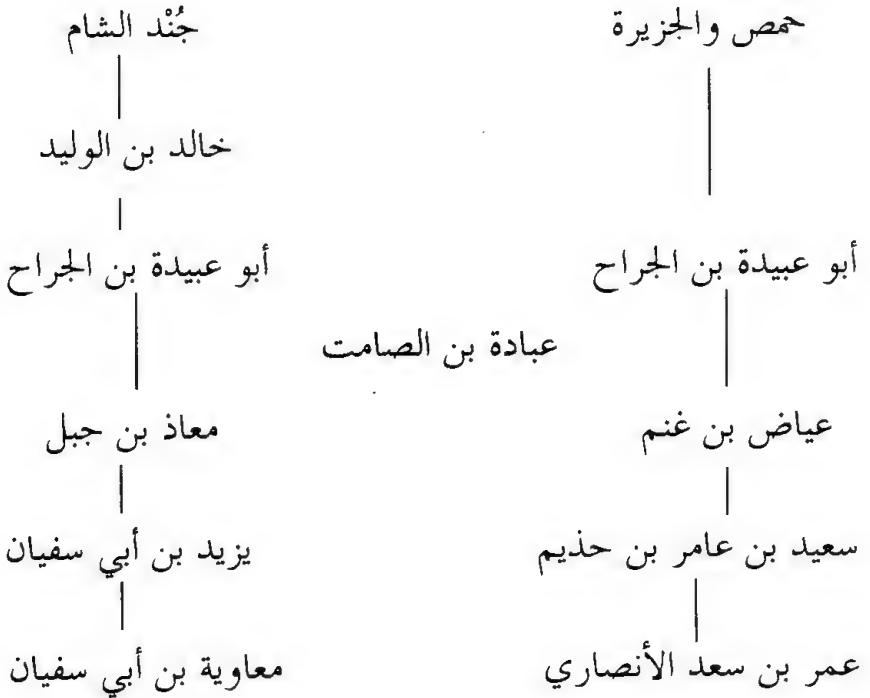 حمص والجزيرة
جُنْد الشام
خالد بن الوليد
أبو عبيدة بن الجراح
أبو عبيدة بن الجراح
عبادة بن الصامت
عياض بن غنم
معاذ بن جبل
سعيد بن عامر بن حذيم
يزيد بن أبي سفيان
عمر بن سعد الأنصاري
معاوية بن أبي سفيان